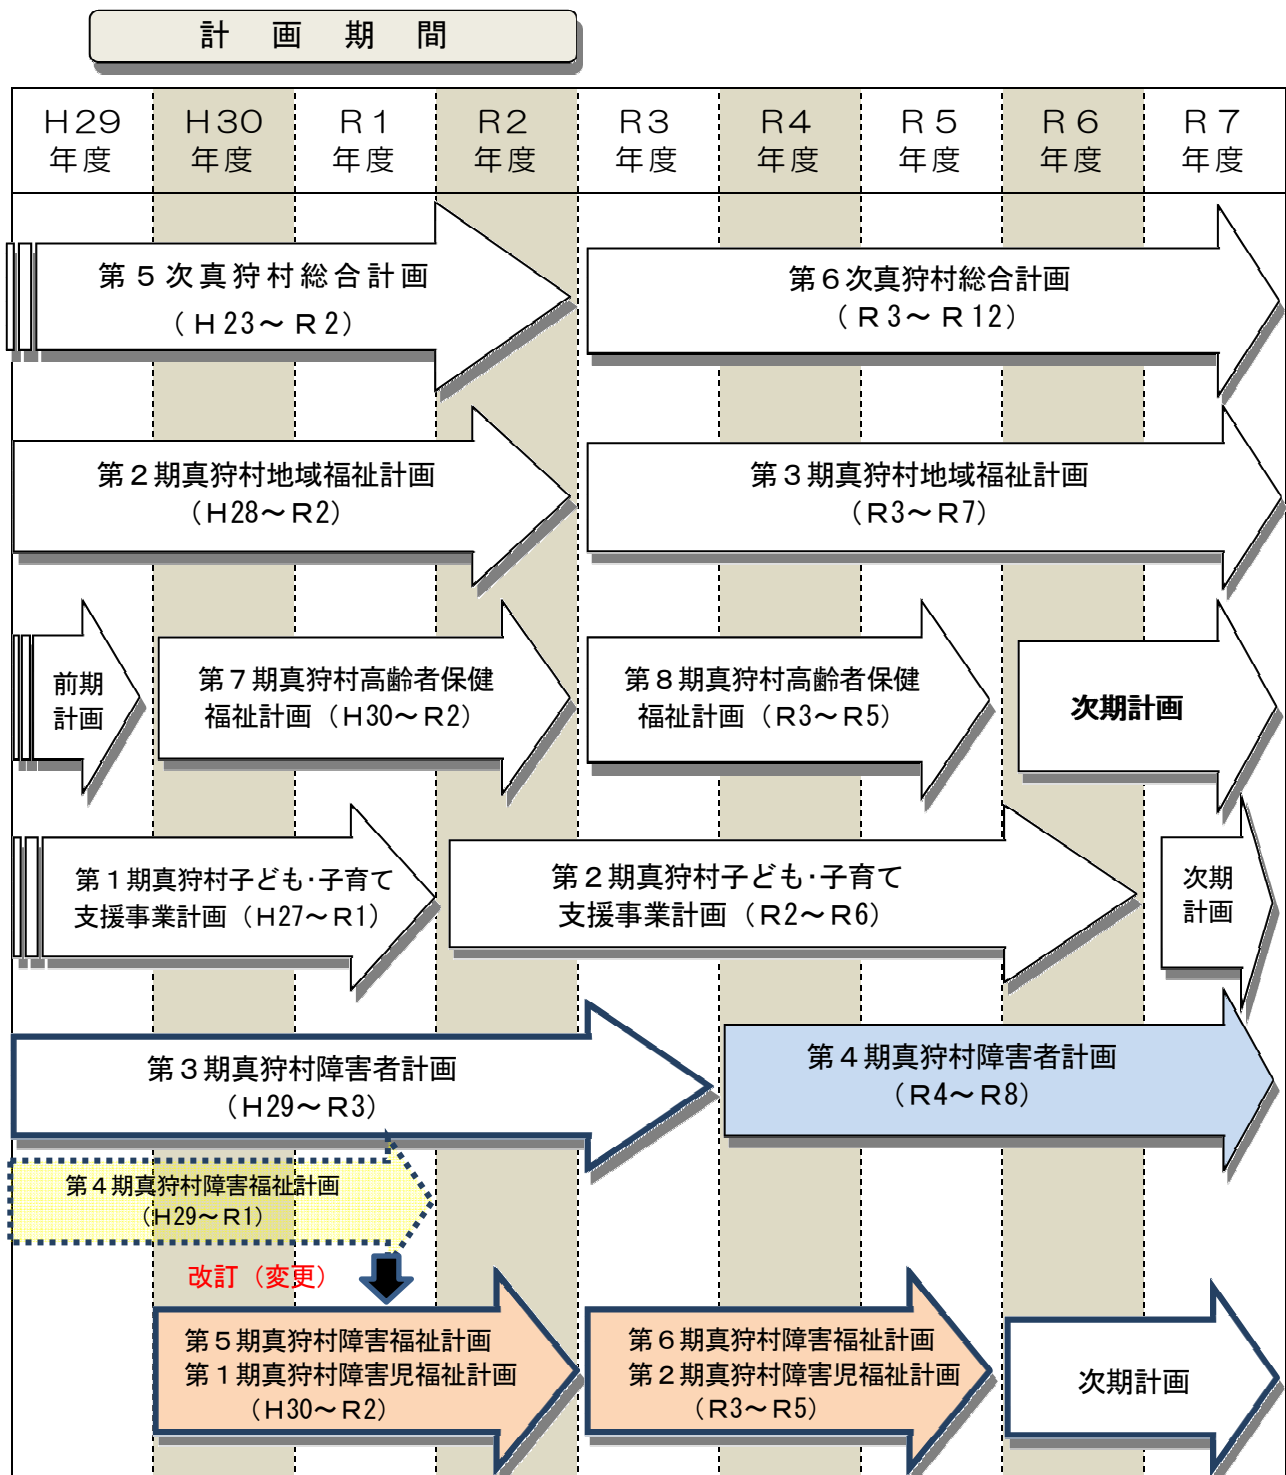 計画期間
H29 H30 R1 R2 R3 R4 R5 R6 R7
年度 年度 年度 年度 年度 年度 年度 年度 年度
第5次真狩村総合計画
(H23～R2)
第6次真狩村総合計画
(R3～R12)
第2期真狩村地域福祉計画
(H28～R2)
第3期真狩村地域福祉計画
(R3～R7)
前期
計画
第7期真狩村高齢者保健
福祉計画(H30～R2)
第8期真狩村高齢者保健
福祉計画(R3～R5)
次期計画
第1期真狩村子ども・子育て
支援事業計画(H27～R1)
第2期真狩村子ども・子育て
支援事業計画(R2～R6)
次期
計画
第3期真狩村障害者計画
(H29～R3)
第4期真狩村障害者計画
(R4～R8)
第4期真狩村障害福祉計画
(H29～R1)
改訂(変更)
第5期真狩村障害福祉計画
第1期真狩村障害児福祉計画
(H30～R2)
第6期真狩村障害福祉計画
第2期真狩村障害児福祉計画
(R3～R5)
次期計画